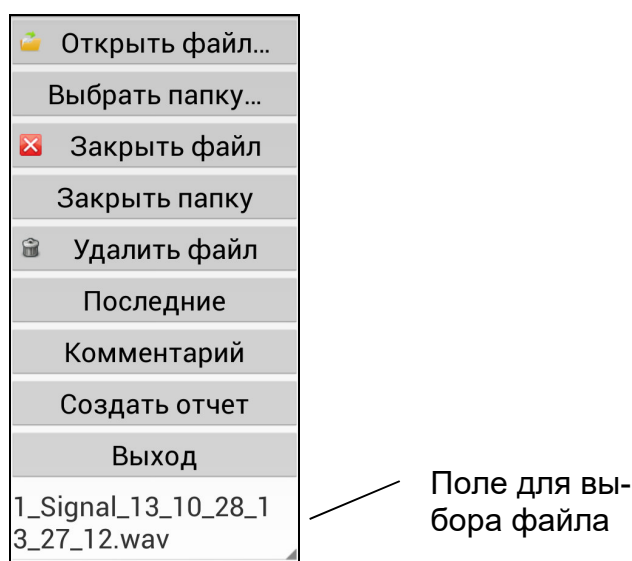 Открыть файл...
Выбрать папку...
Закрыть файл
Закрыть папку
Удалить файл
Последние
Комментарий
Создать отчет
Выход
1_Signal_13_10_28_1
3_27_12.wav
Поле для вы-
бора файла